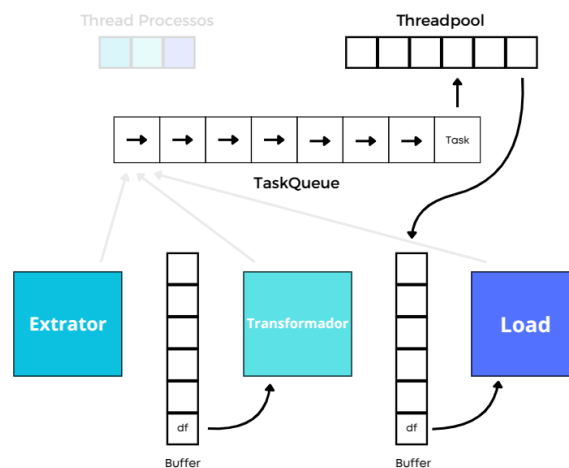 Thread Processos
Threadpool
Task
TaskQueue
Extrator
Transformador
Load
df
df
Buffer
Buffer